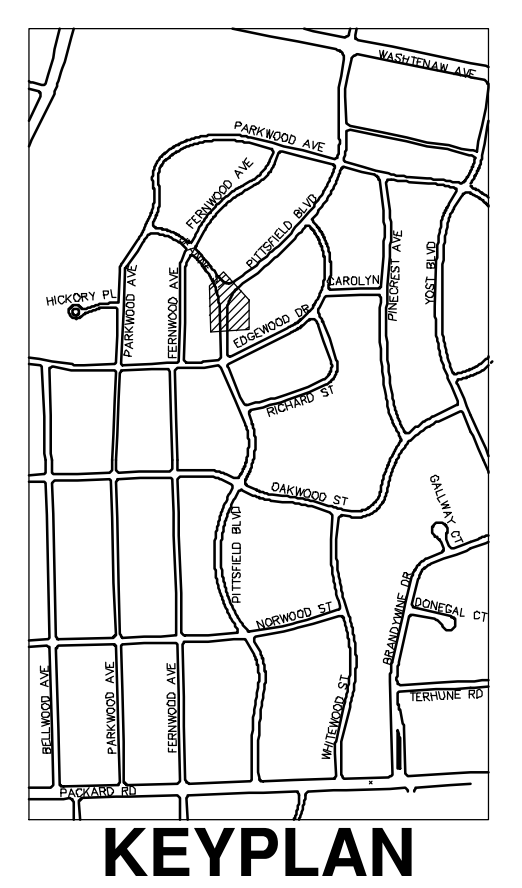 WASHTENAW AVE
PARKWOOD AVE
FERNWOOD AVE
PITTSFIELD BLVD
PINECREST AVE
YOST BLVD
CAROLYN
HICKORY PL
PARKWOOD AVE
FERNWOOD AVE
EDGEWOOD DR
RICHARD ST
GALLWAY CT
OAKWOOD ST
PITTSFIELD BLVD
NORWOOD ST
BRANDYWINE DR
DONEGAL CT
BELLWOOD AVE
PARKWOOD AVE
FERNWOOD AVE
WHITEWOOD ST
TERHUNE RD
PACKARD RD
KEYPLAN